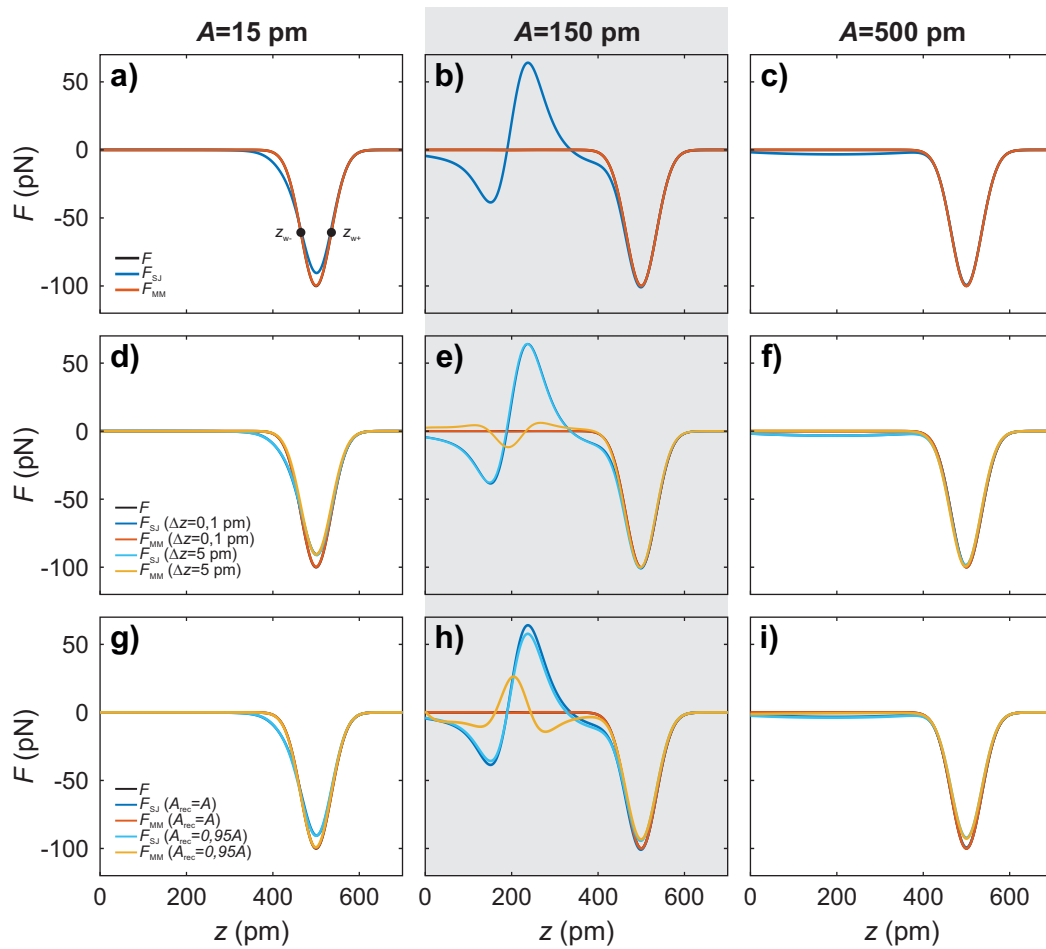 A=15 pm
A=150 pm
A=500 pm
a)
b)
c)
50
0
-50
-100
F (pN)
z_w-
z_w+
F
F_SJ
F_MM
d)
e)
f)
50
0
-50
-100
F (pN)
F
F_SJ (Δz=0,1 pm)
F_MM (Δz=0,1 pm)
F_SJ (Δz=5 pm)
F_MM (Δz=5 pm)
g)
h)
i)
50
0
-50
-100
F (pN)
F
F_SJ (A_rec=A)
F_MM (A_rec=A)
F_SJ (A_rec=0,95A)
F_MM (A_rec=0,95A)
0 200 400 600
0 200 400 600
0 200 400 600
z (pm)
z (pm)
z (pm)